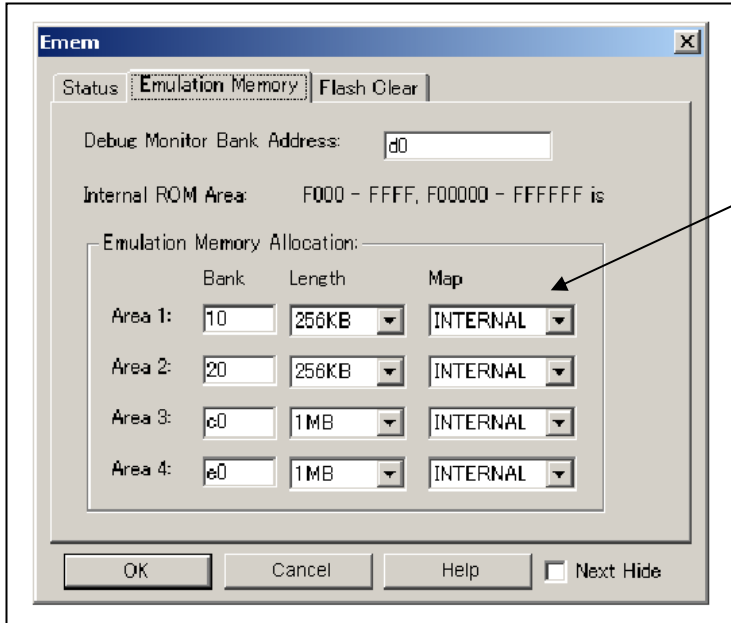 Emem
Status Emulation Memory Flash Clear
Debug Monitor Bank Address: d0
Internal ROM Area: F000 - FFFF, F00000 - FFFFFF is
Emulation Memory Allocation:
Bank Length Map
Area 1: 10 256KB INTERNAL
Area 2: 20 256KB INTERNAL
Area 3: c0 1MB INTERNAL
Area 4: e0 1MB INTERNAL
OK Cancel Help Next Hide